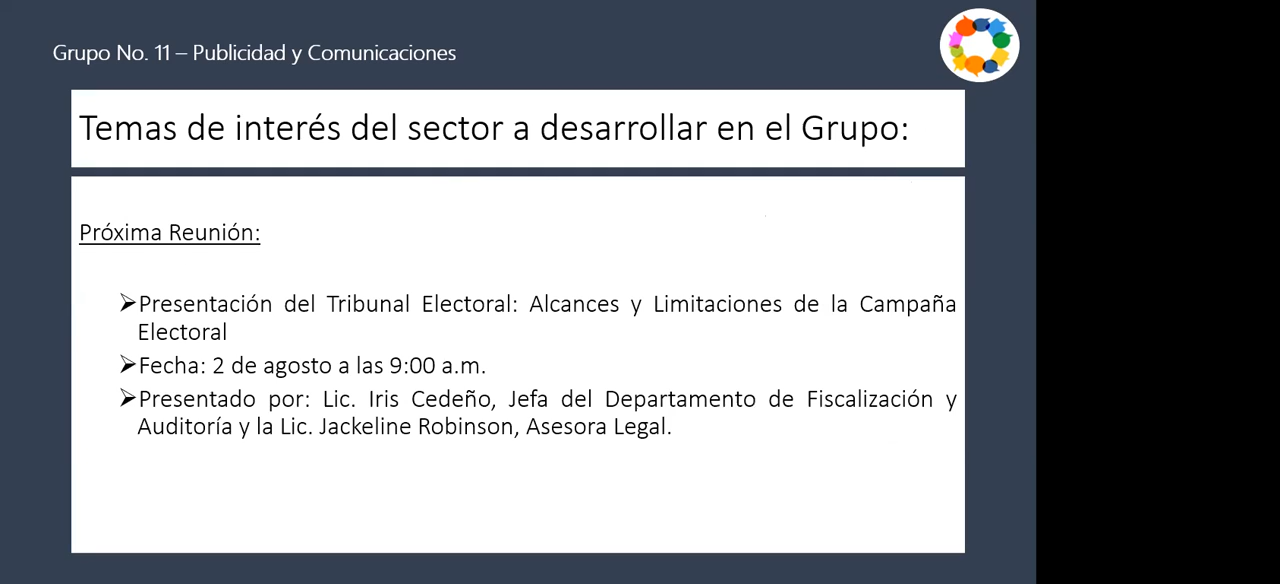 Grupo No. 11 – Publicidad y Comunicaciones
Temas de interés del sector a desarrollar en el Grupo:
Próxima Reunión:
➢Presentación del Tribunal Electoral: Alcances y Limitaciones de la Campaña
Electoral
➢Fecha: 2 de agosto a las 9:00 a.m.
➢Presentado por: Lic. Iris Cedeño, Jefa del Departamento de Fiscalización y
Auditoría y la Lic. Jackeline Robinson, Asesora Legal.